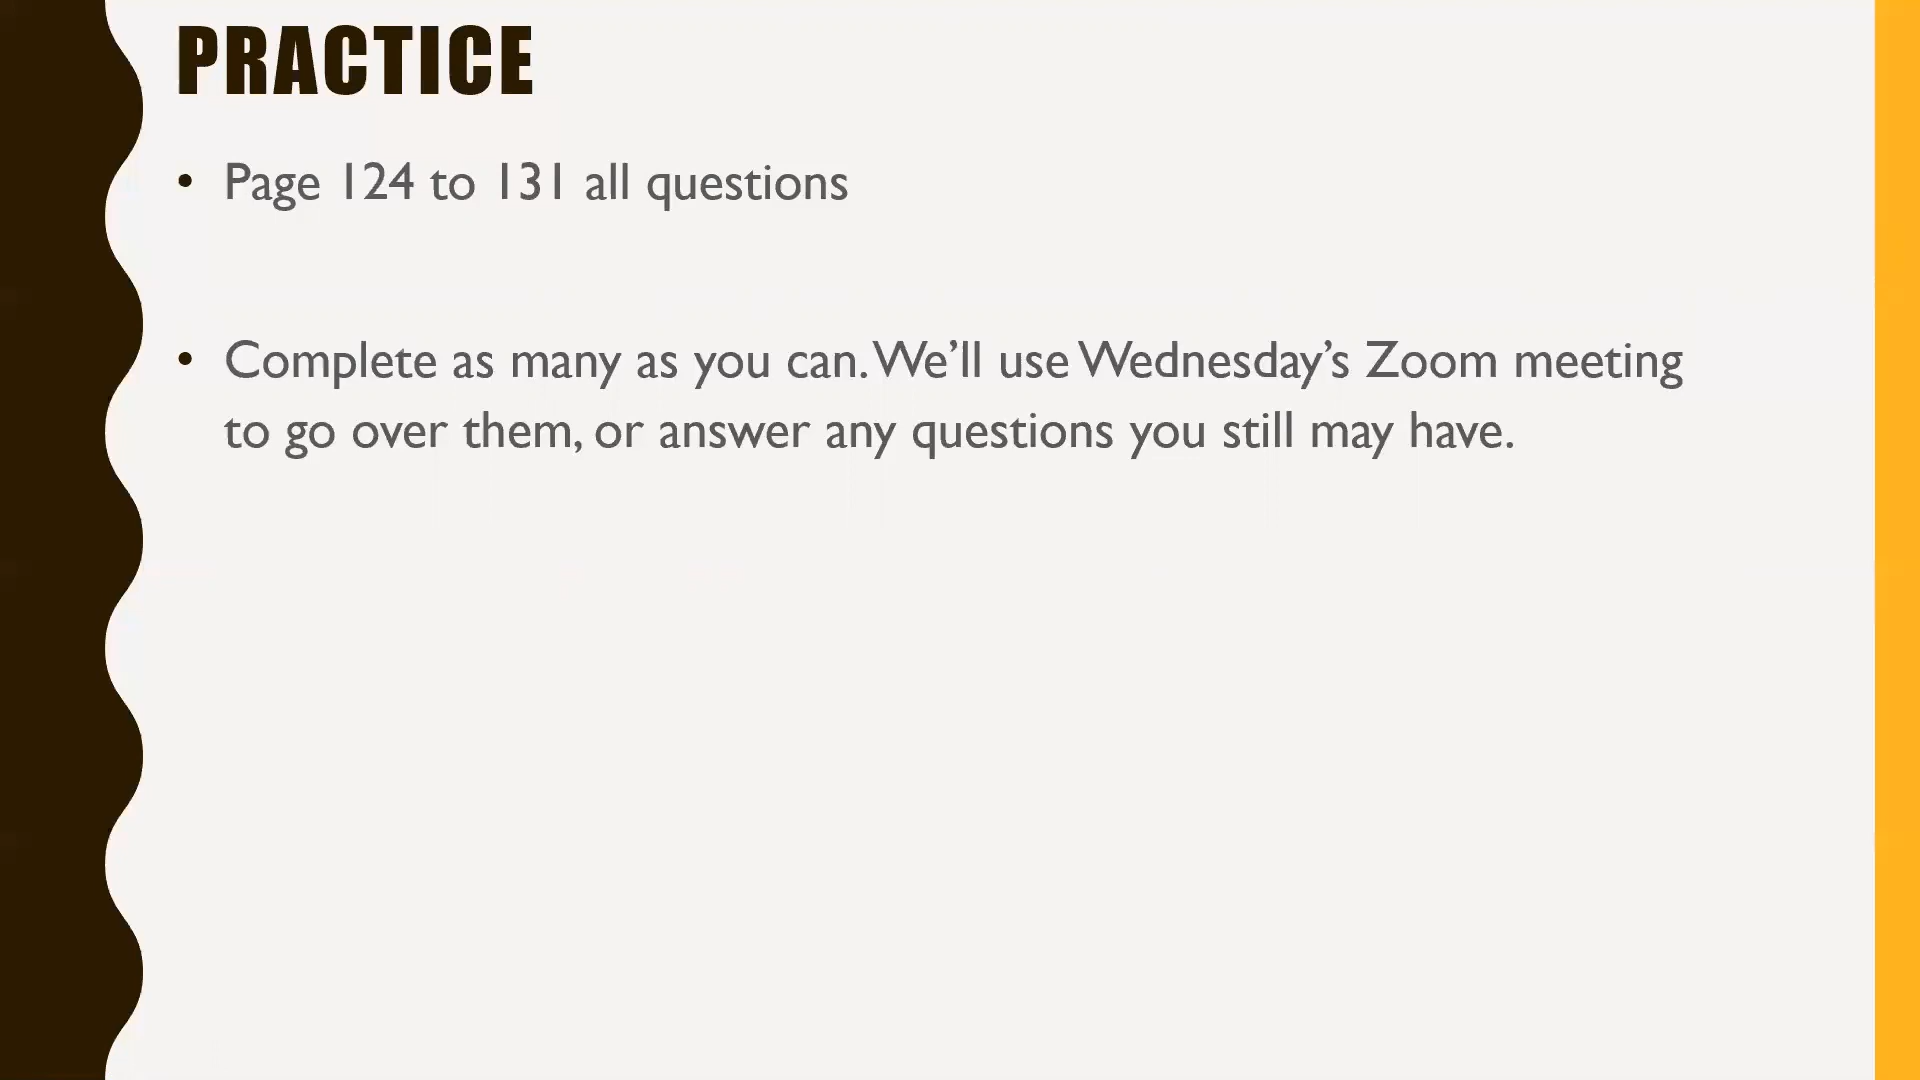 PRACTICE
• Page 124 to 131 all questions
• Complete as many as you can. We’ll use Wednesday’s Zoom meeting
to go over them, or answer any questions you still may have.